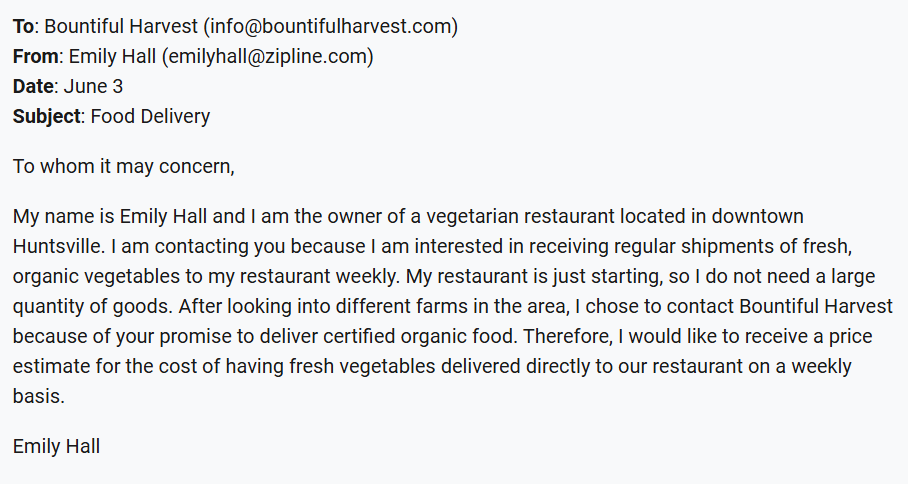 To: Bountiful Harvest (info@bountifulharvest.com)
From: Emily Hall (emilyhall@zipline.com)
Date: June 3
Subject: Food Delivery
To whom it may concern,
My name is Emily Hall and I am the owner of a vegetarian restaurant located in downtown
Huntsville. I am contacting you because I am interested in receiving regular shipments of fresh,
organic vegetables to my restaurant weekly. My restaurant is just starting, so I do not need a large
quantity of goods. After looking into different farms in the area, I chose to contact Bountiful Harvest
because of your promise to deliver certified organic food. Therefore, I would like to receive a price
estimate for the cost of having fresh vegetables delivered directly to our restaurant on a weekly
basis.
Emily Hall